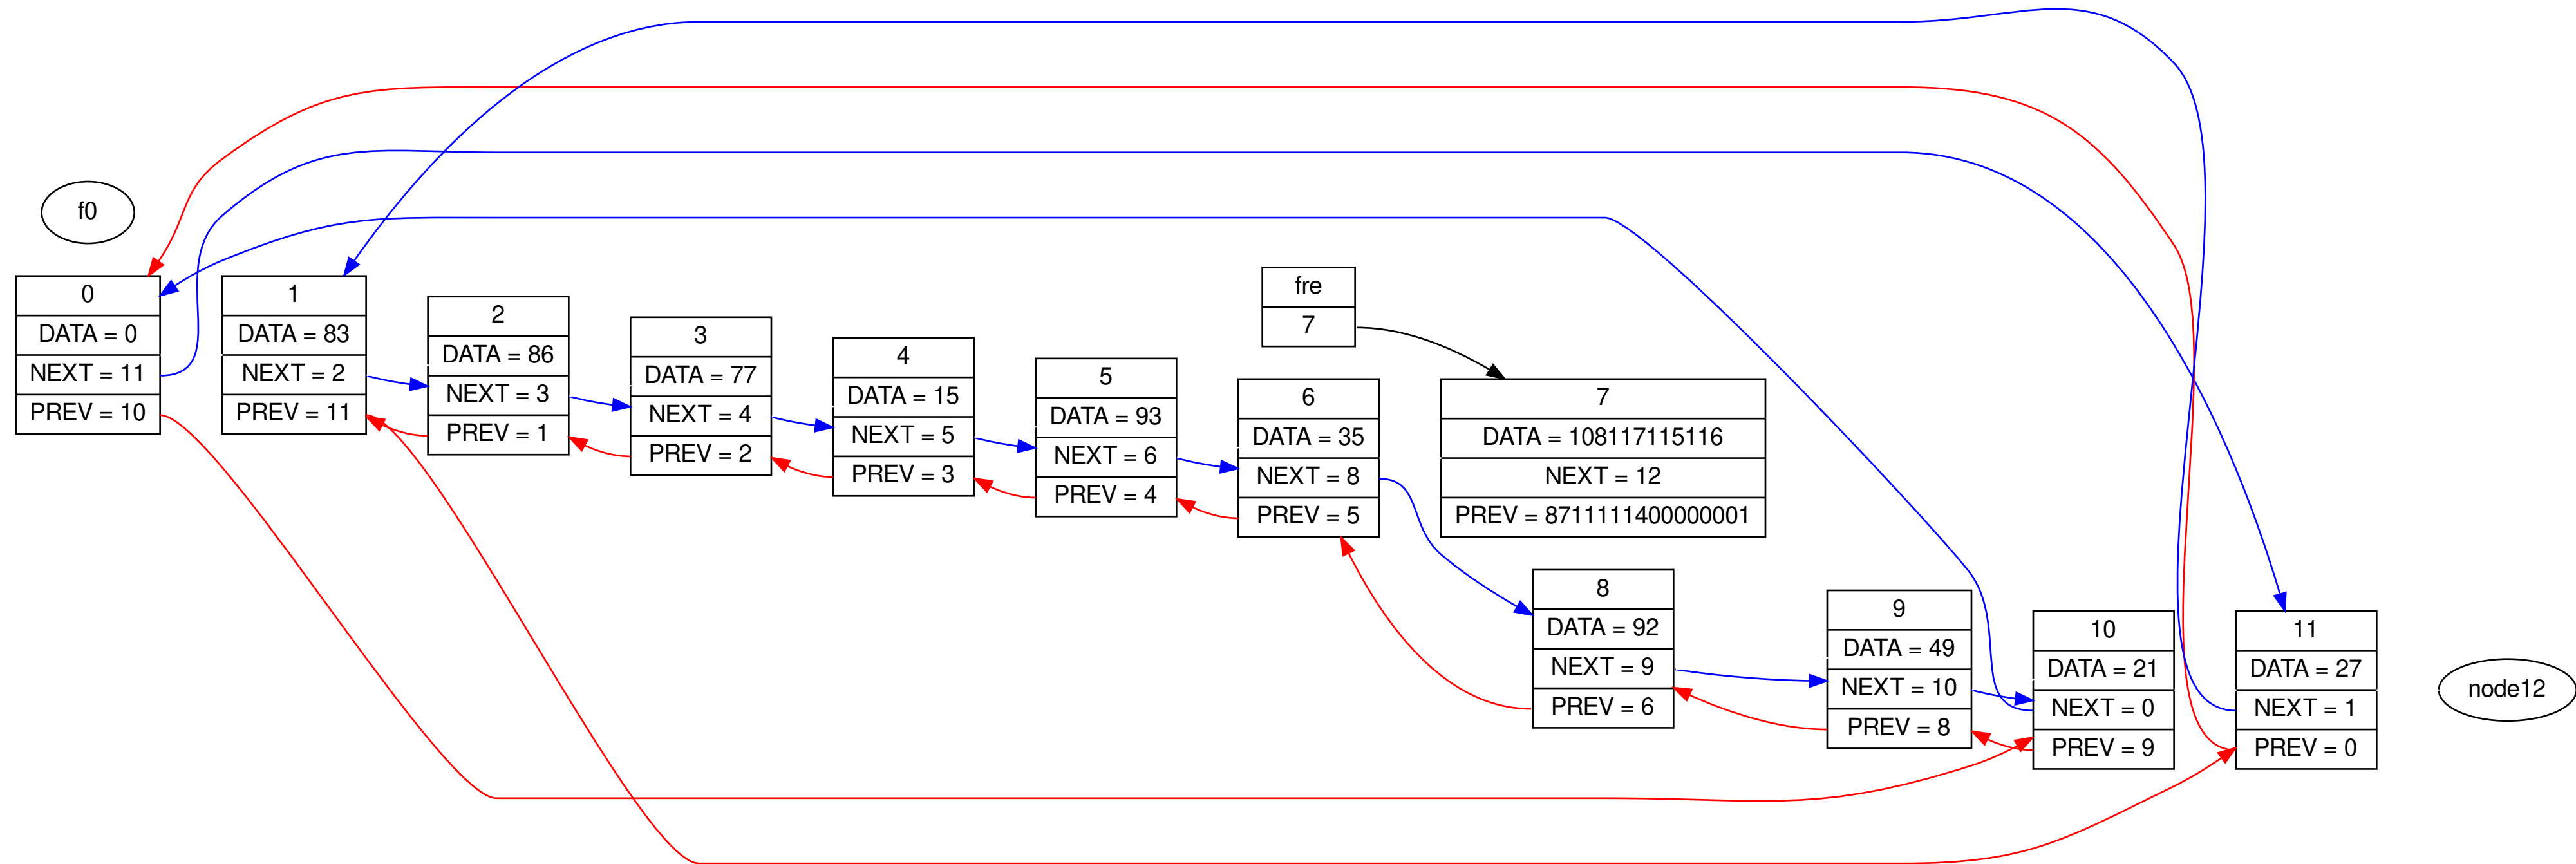 f0
0
DATA = 0
NEXT = 11
PREV = 10
1
DATA = 83
NEXT = 2
PREV = 11
2
DATA = 86
NEXT = 3
PREV = 1
3
DATA = 77
NEXT = 4
PREV = 2
4
DATA = 15
NEXT = 5
PREV = 3
5
DATA = 93
NEXT = 6
PREV = 4
fre
7
6
DATA = 35
NEXT = 8
PREV = 5
7
DATA = 108117115116
NEXT = 12
PREV = 8711111400000001
8
DATA = 92
NEXT = 9
PREV = 6
9
DATA = 49
NEXT = 10
PREV = 8
10
DATA = 21
NEXT = 0
PREV = 9
11
DATA = 27
NEXT = 1
PREV = 0
node12